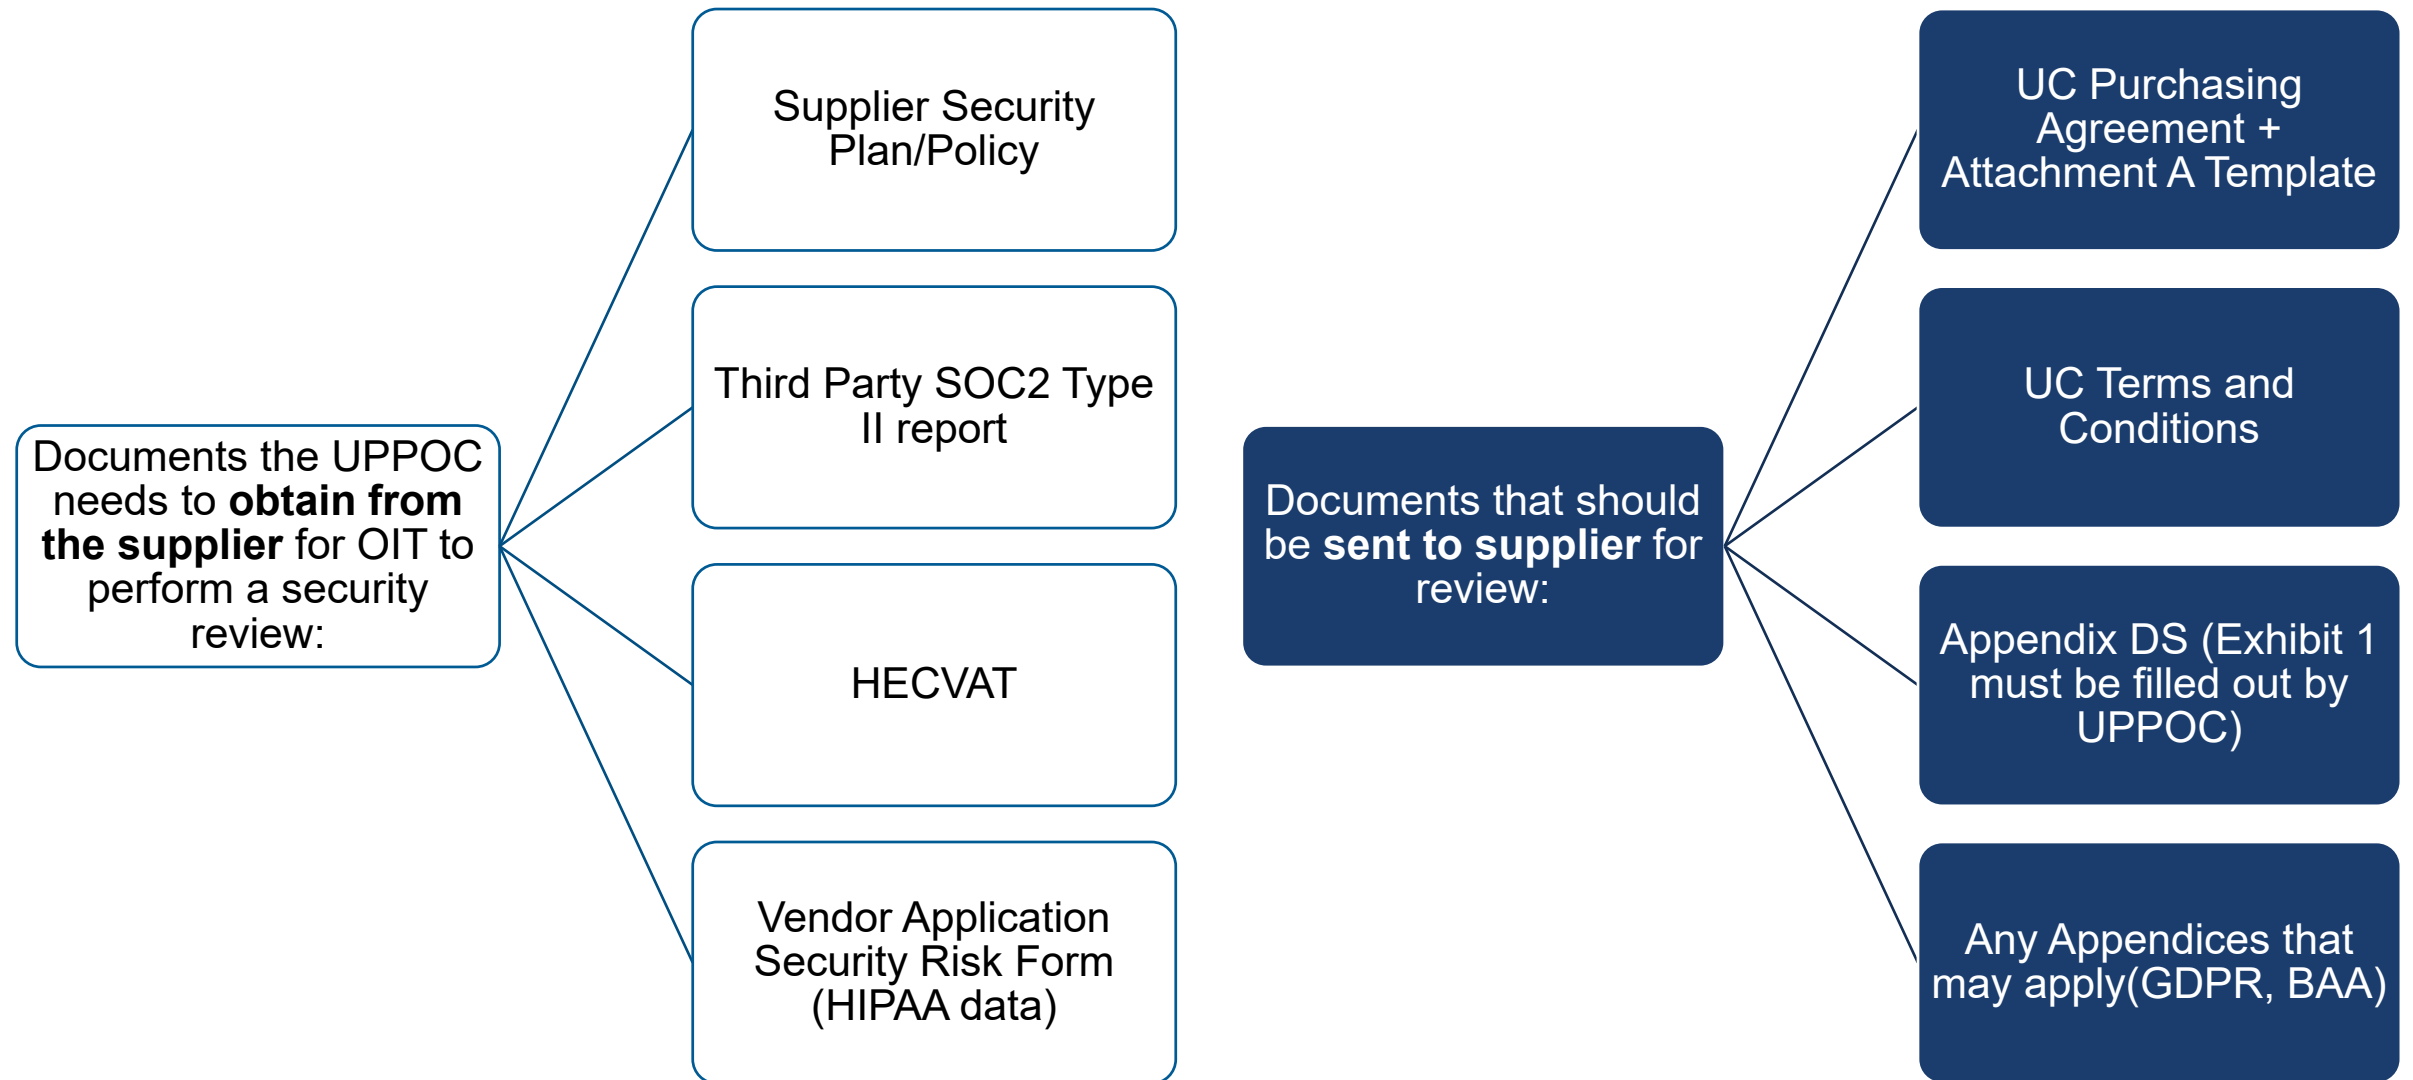 Documents the UPPOC
needs to obtain from
the supplier for OIT to
perform a security
review:
Supplier Security
Plan/Policy
Third Party SOC2 Type
II report
HECVAT
Vendor Application
Security Risk Form
(HIPAA data)
Documents that should
be sent to supplier for
review:
UC Purchasing
Agreement +
Attachment A Template
UC Terms and
Conditions
Appendix DS (Exhibit 1
must be filled out by
UPPOC)
Any Appendices that
may apply(GDPR, BAA)